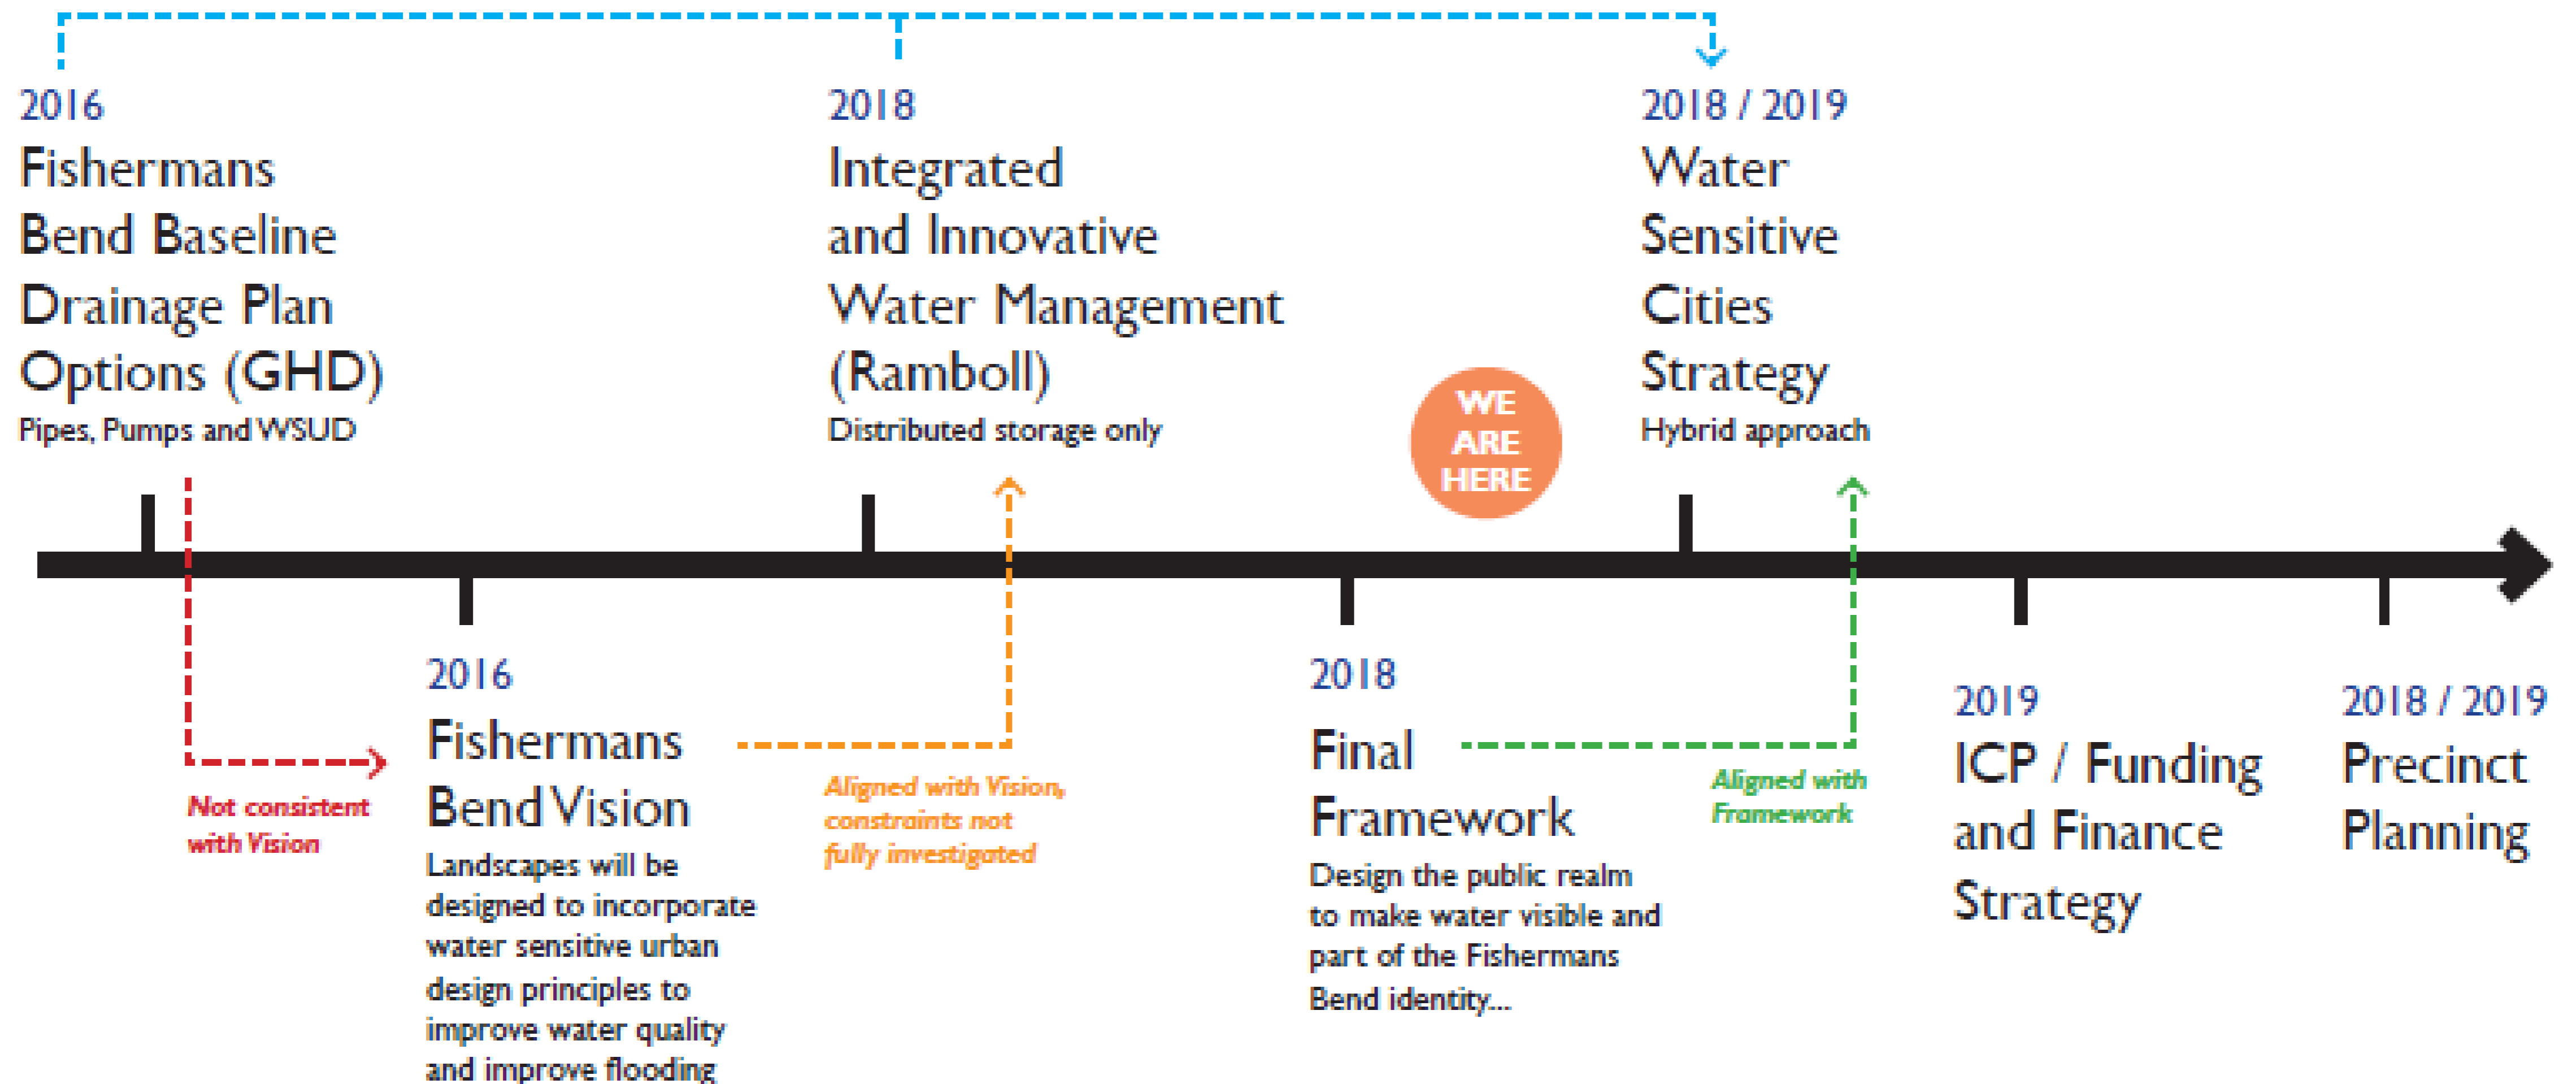 2016
Fishermans
Bend Baseline
Drainage Plan
Options (GHD)
Pipes, Pumps and WSUD
2018
Integrated
and Innovative
Water Management
(Ramboll)
Distributed storage only
WE
ARE
HERE
2018 / 2019
Water
Sensitive
Cities
Strategy
Hybrid approach
Not consistent
with Vision
2016
Fishermans
Bend Vision
Landscapes will be
designed to incorporate
water sensitive urban
design principles to
improve water quality
and improve flooding
Aligned with Vision,
constraints not
fully investigated
2018
Final
Framework
Design the public realm
to make water visible and
part of the Fishermans
Bend identity...
Aligned with
Framework
2019
ICP / Funding
and Finance
Strategy
2018 / 2019
Precinct
Planning